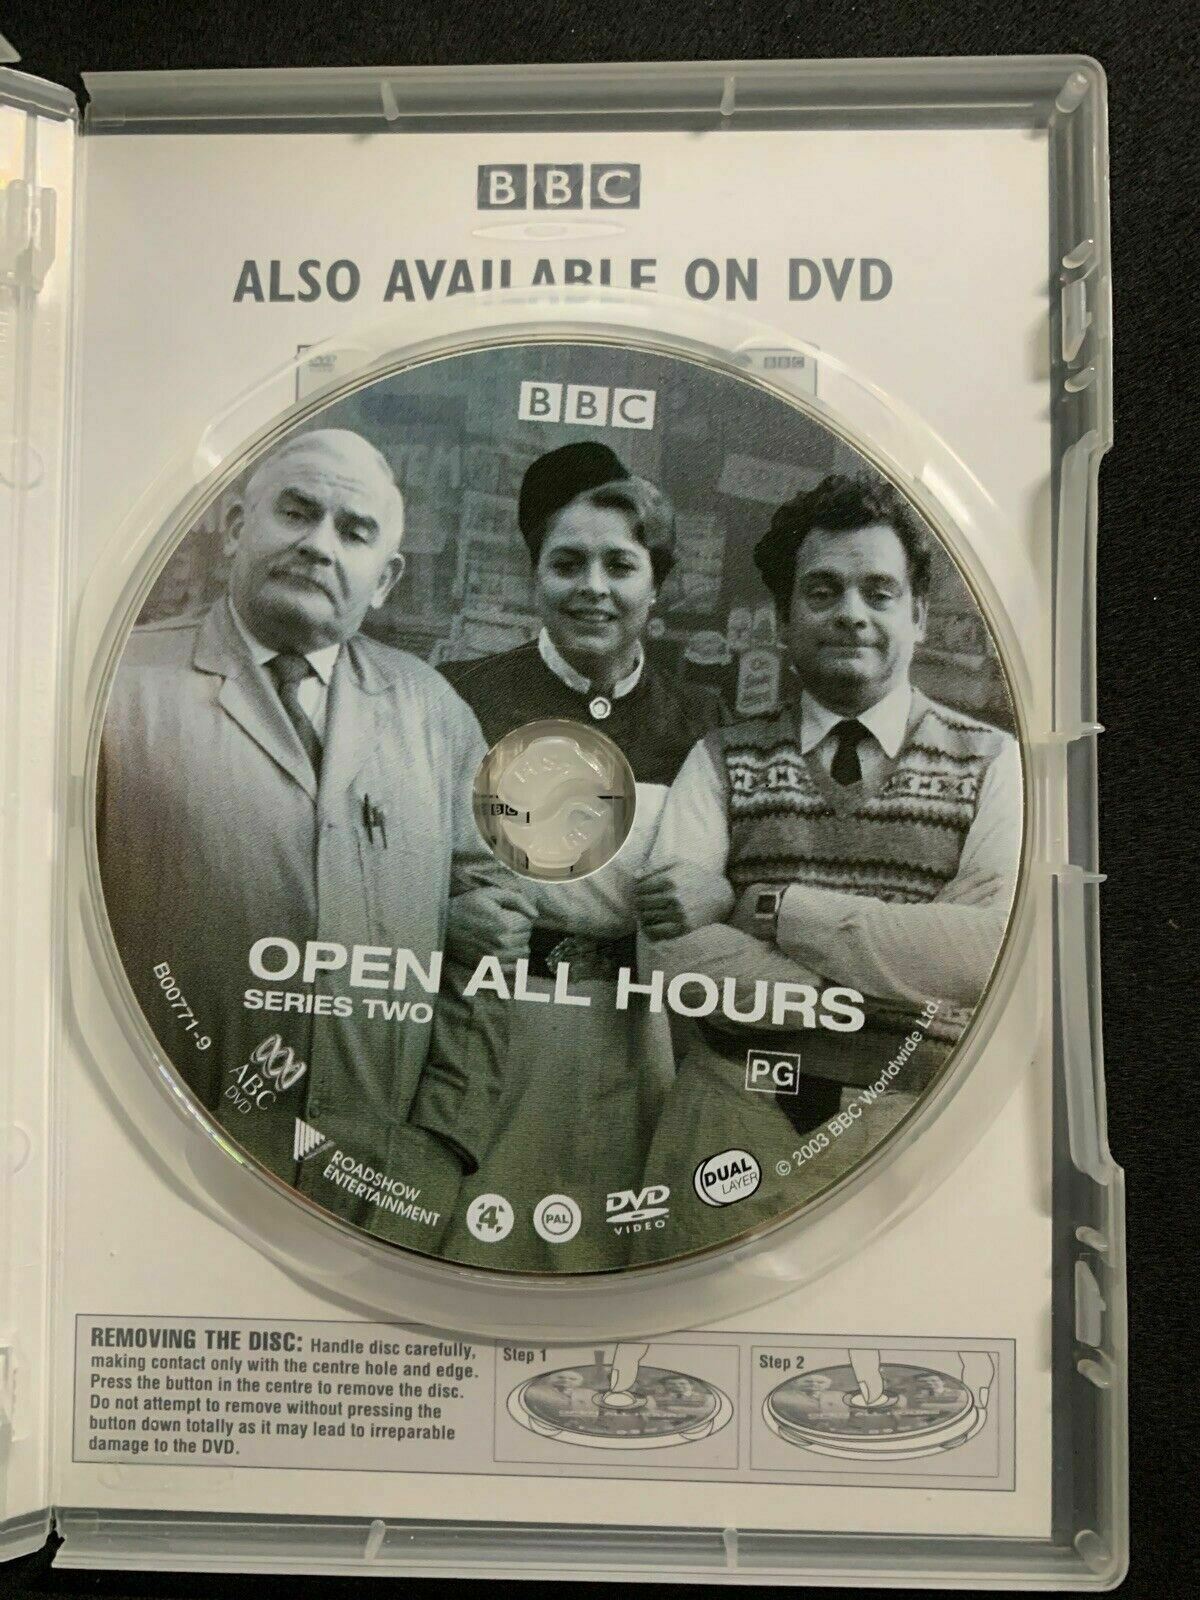 BBC
ALSO AVAILABLE ON DVD
BBC
BBC
BBC
OPEN ALL HOURS
SERIES TWO
B00771-9
ABC
DVD
ROADSHOW
ENTERTAINMENT
4
PAL
DVD
VIDEO
DUAL
LAYER
PG
© 2003 BBC Worldwide Ltd.
REMOVING THE DISC: Handle disc carefully,
making contact only with the centre hole and edge.
Press the button in the centre to remove the disc.
Do not attempt to remove without pressing the
button down totally as it may lead to irreparable
damage to the DVD.
Step 1
Step 2